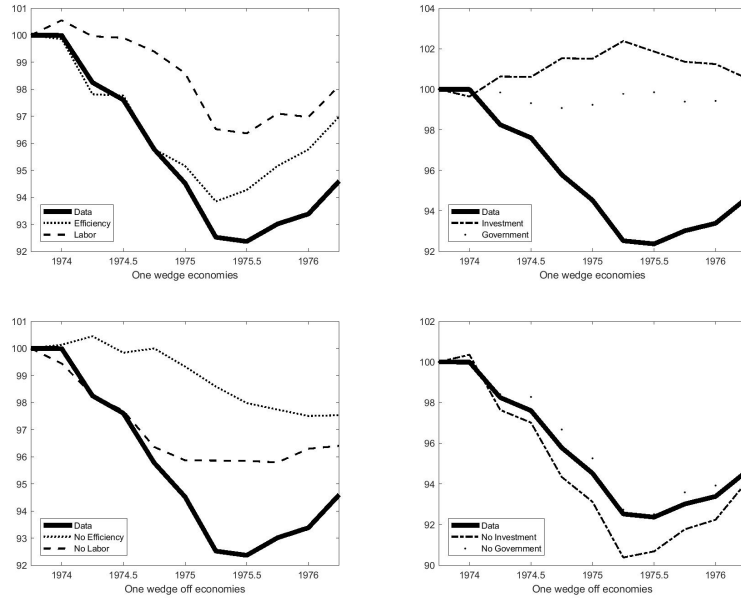 101
100
99
98
97
96
95
94
93
92
Data
Efficiency
Labor
1974 1974.5 1975 1975.5 1976
One wedge economies
104
102
100
98
96
94
92
Data
Investment
Government
1974 1974.5 1975 1975.5 1976
One wedge economies
101
100
99
98
97
96
95
94
93
92
Data
No Efficiency
No Labor
1974 1974.5 1975 1975.5 1976
One wedge off economies
102
100
98
96
94
92
90
Data
No Investment
No Government
1974 1974.5 1975 1975.5 1976
One wedge off economies